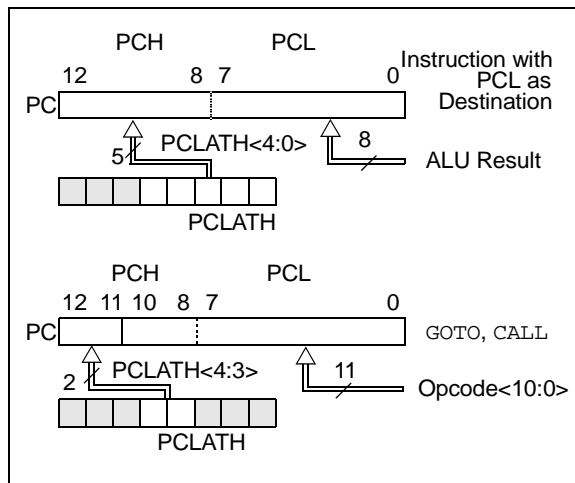 PCH PCL
12 8 7 0
Instruction with
PCL as
Destination
PC
5 PCLATH<4:0> 8
ALU Result
PCLATH
PCH PCL
12 11 10 8 7 0
PC GOTO, CALL
2 PCLATH<4:3> 11
Opcode<10:0>
PCLATH